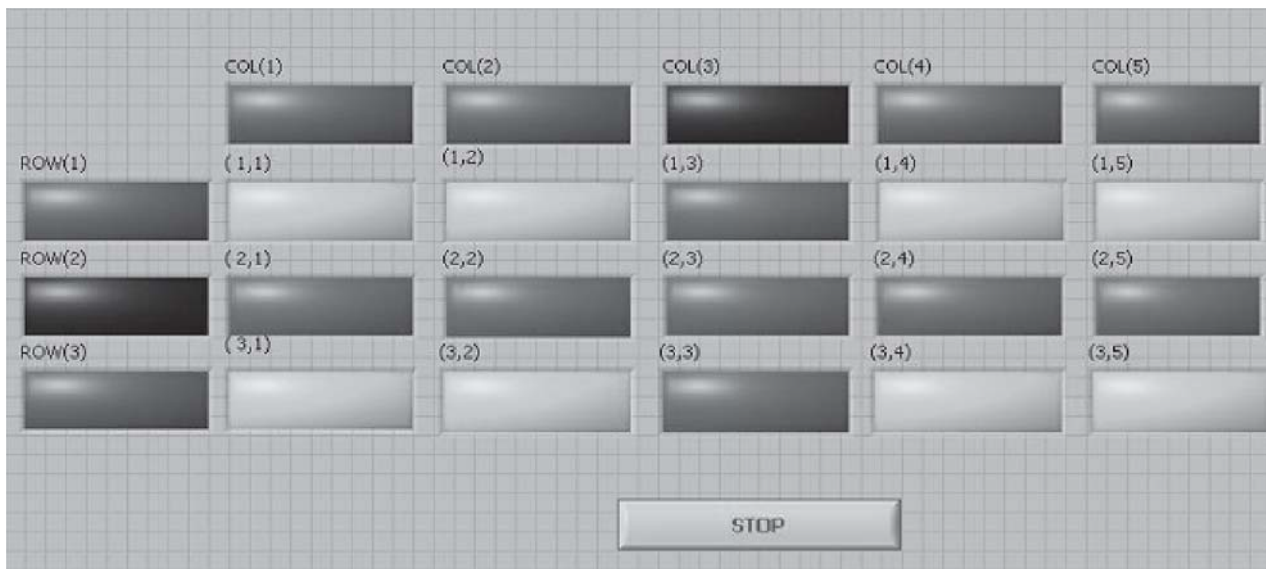 COL(1) COL(2) COL(3) COL(4) COL(5)
ROW(1) ( 1,1) (1,2) (1,3) (1,4) (1,5)
ROW(2) ( 2,1) (2,2) (2,3) (2,4) (2,5)
ROW(3) ( 3,1) (3,2) (3,3) (3,4) (3,5)
STOP